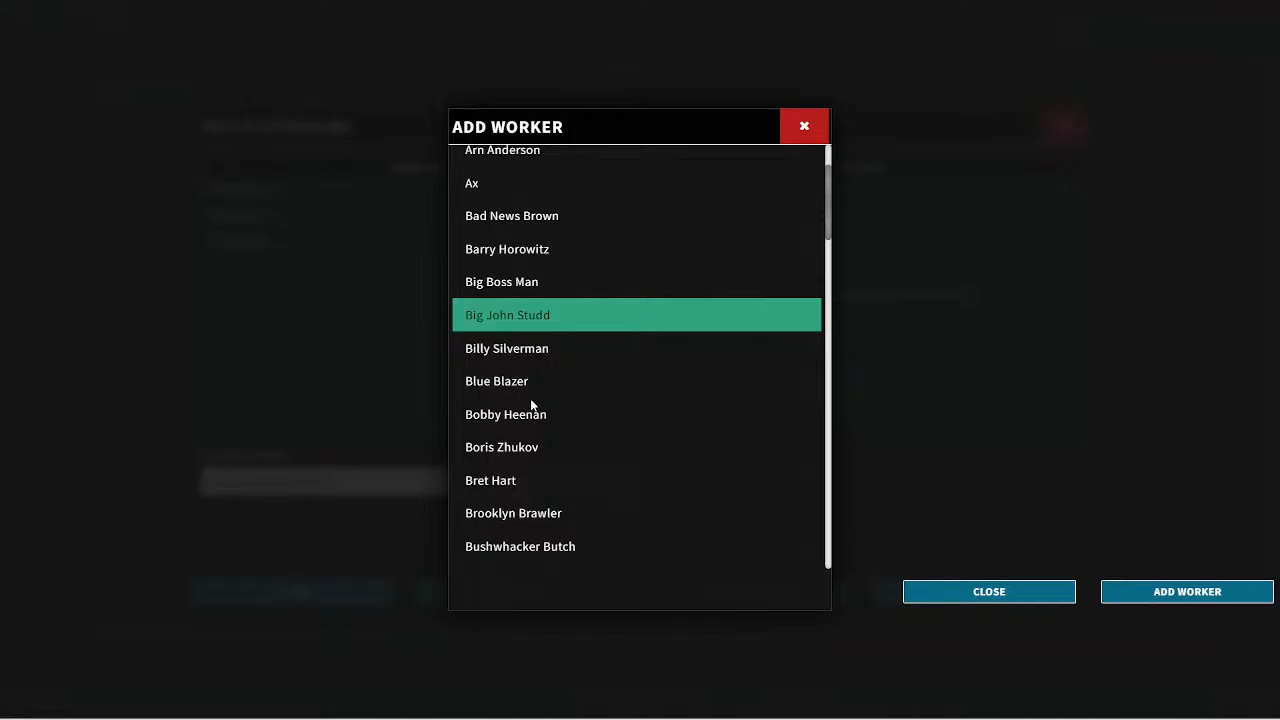 ADD WORKER
Arn Anderson
Ax
Bad News Brown
Barry Horowitz
Big Boss Man
Big John Studd
Billy Silverman
Blue Blazer
Bobby Heenan
Boris Zhukov
Bret Hart
Brooklyn Brawler
Bushwhacker Butch
CLOSE
ADD WORKER